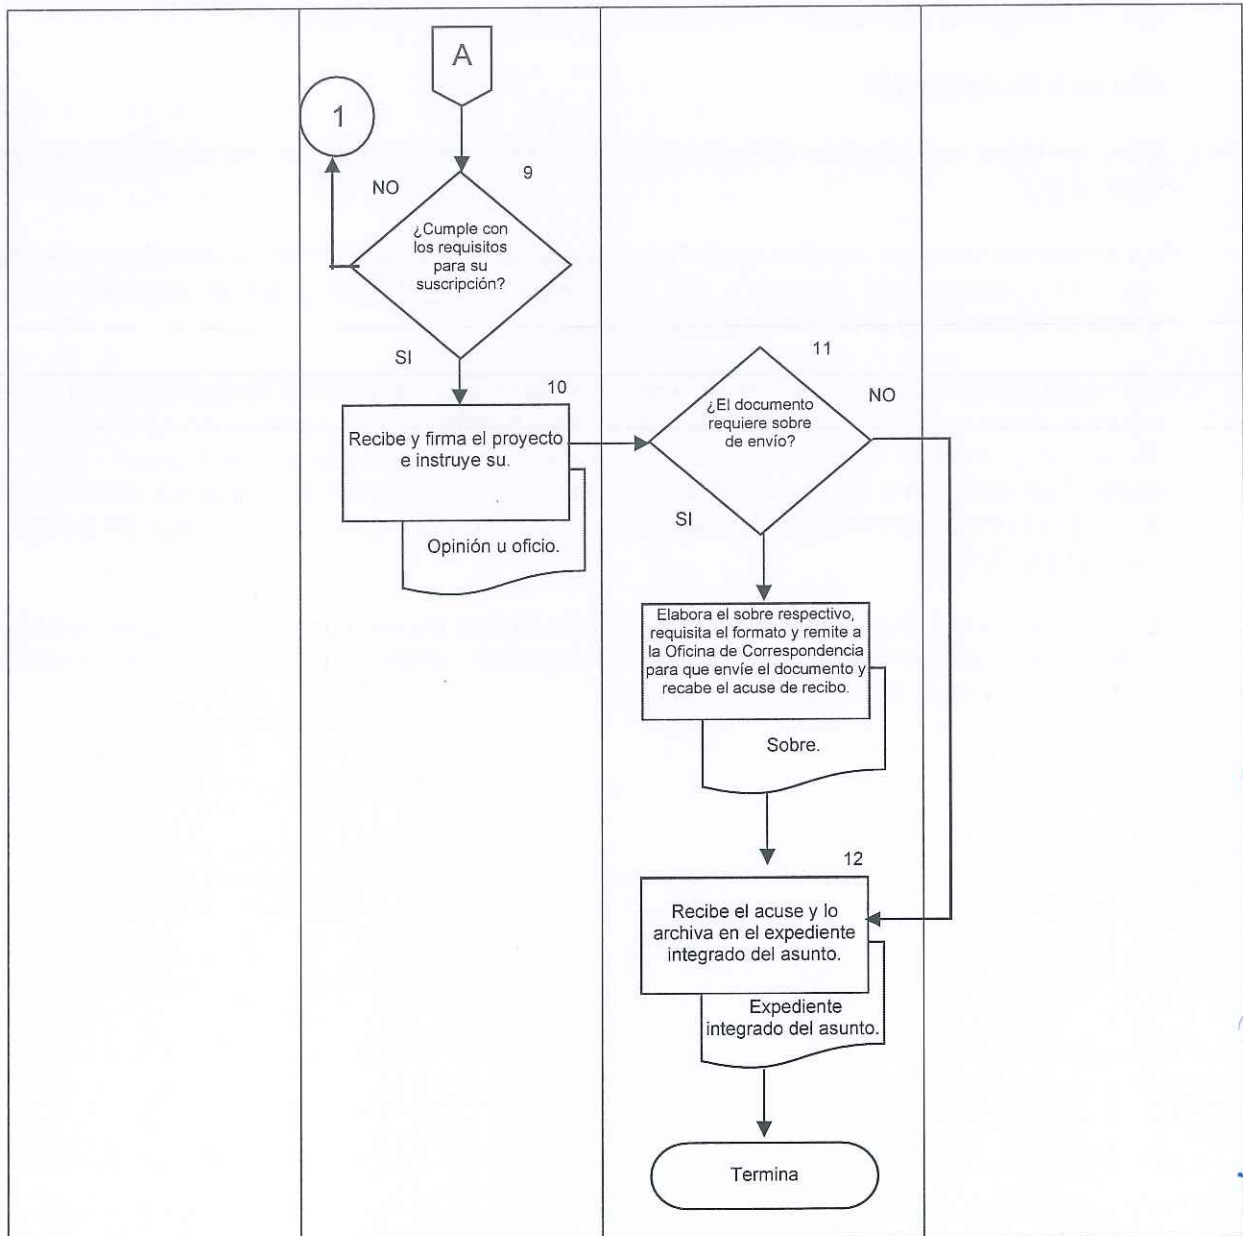 A
1
9
NO
¿Cumple con
los requisitos
para su
suscripción?
SI
10
Recibe y firma el proyecto
e instruye su.
Opinión u oficio.
11
NO
¿El documento
requiere sobre
de envío?
SI
Elabora el sobre respectivo,
requisita el formato y remite a
la Oficina de Correspondencia
para que envíe el documento y
recabe el acuse de recibo.
Sobre.
12
Recibe el acuse y lo
archiva en el expediente
integrado del asunto.
Expediente
integrado del asunto.
Termina